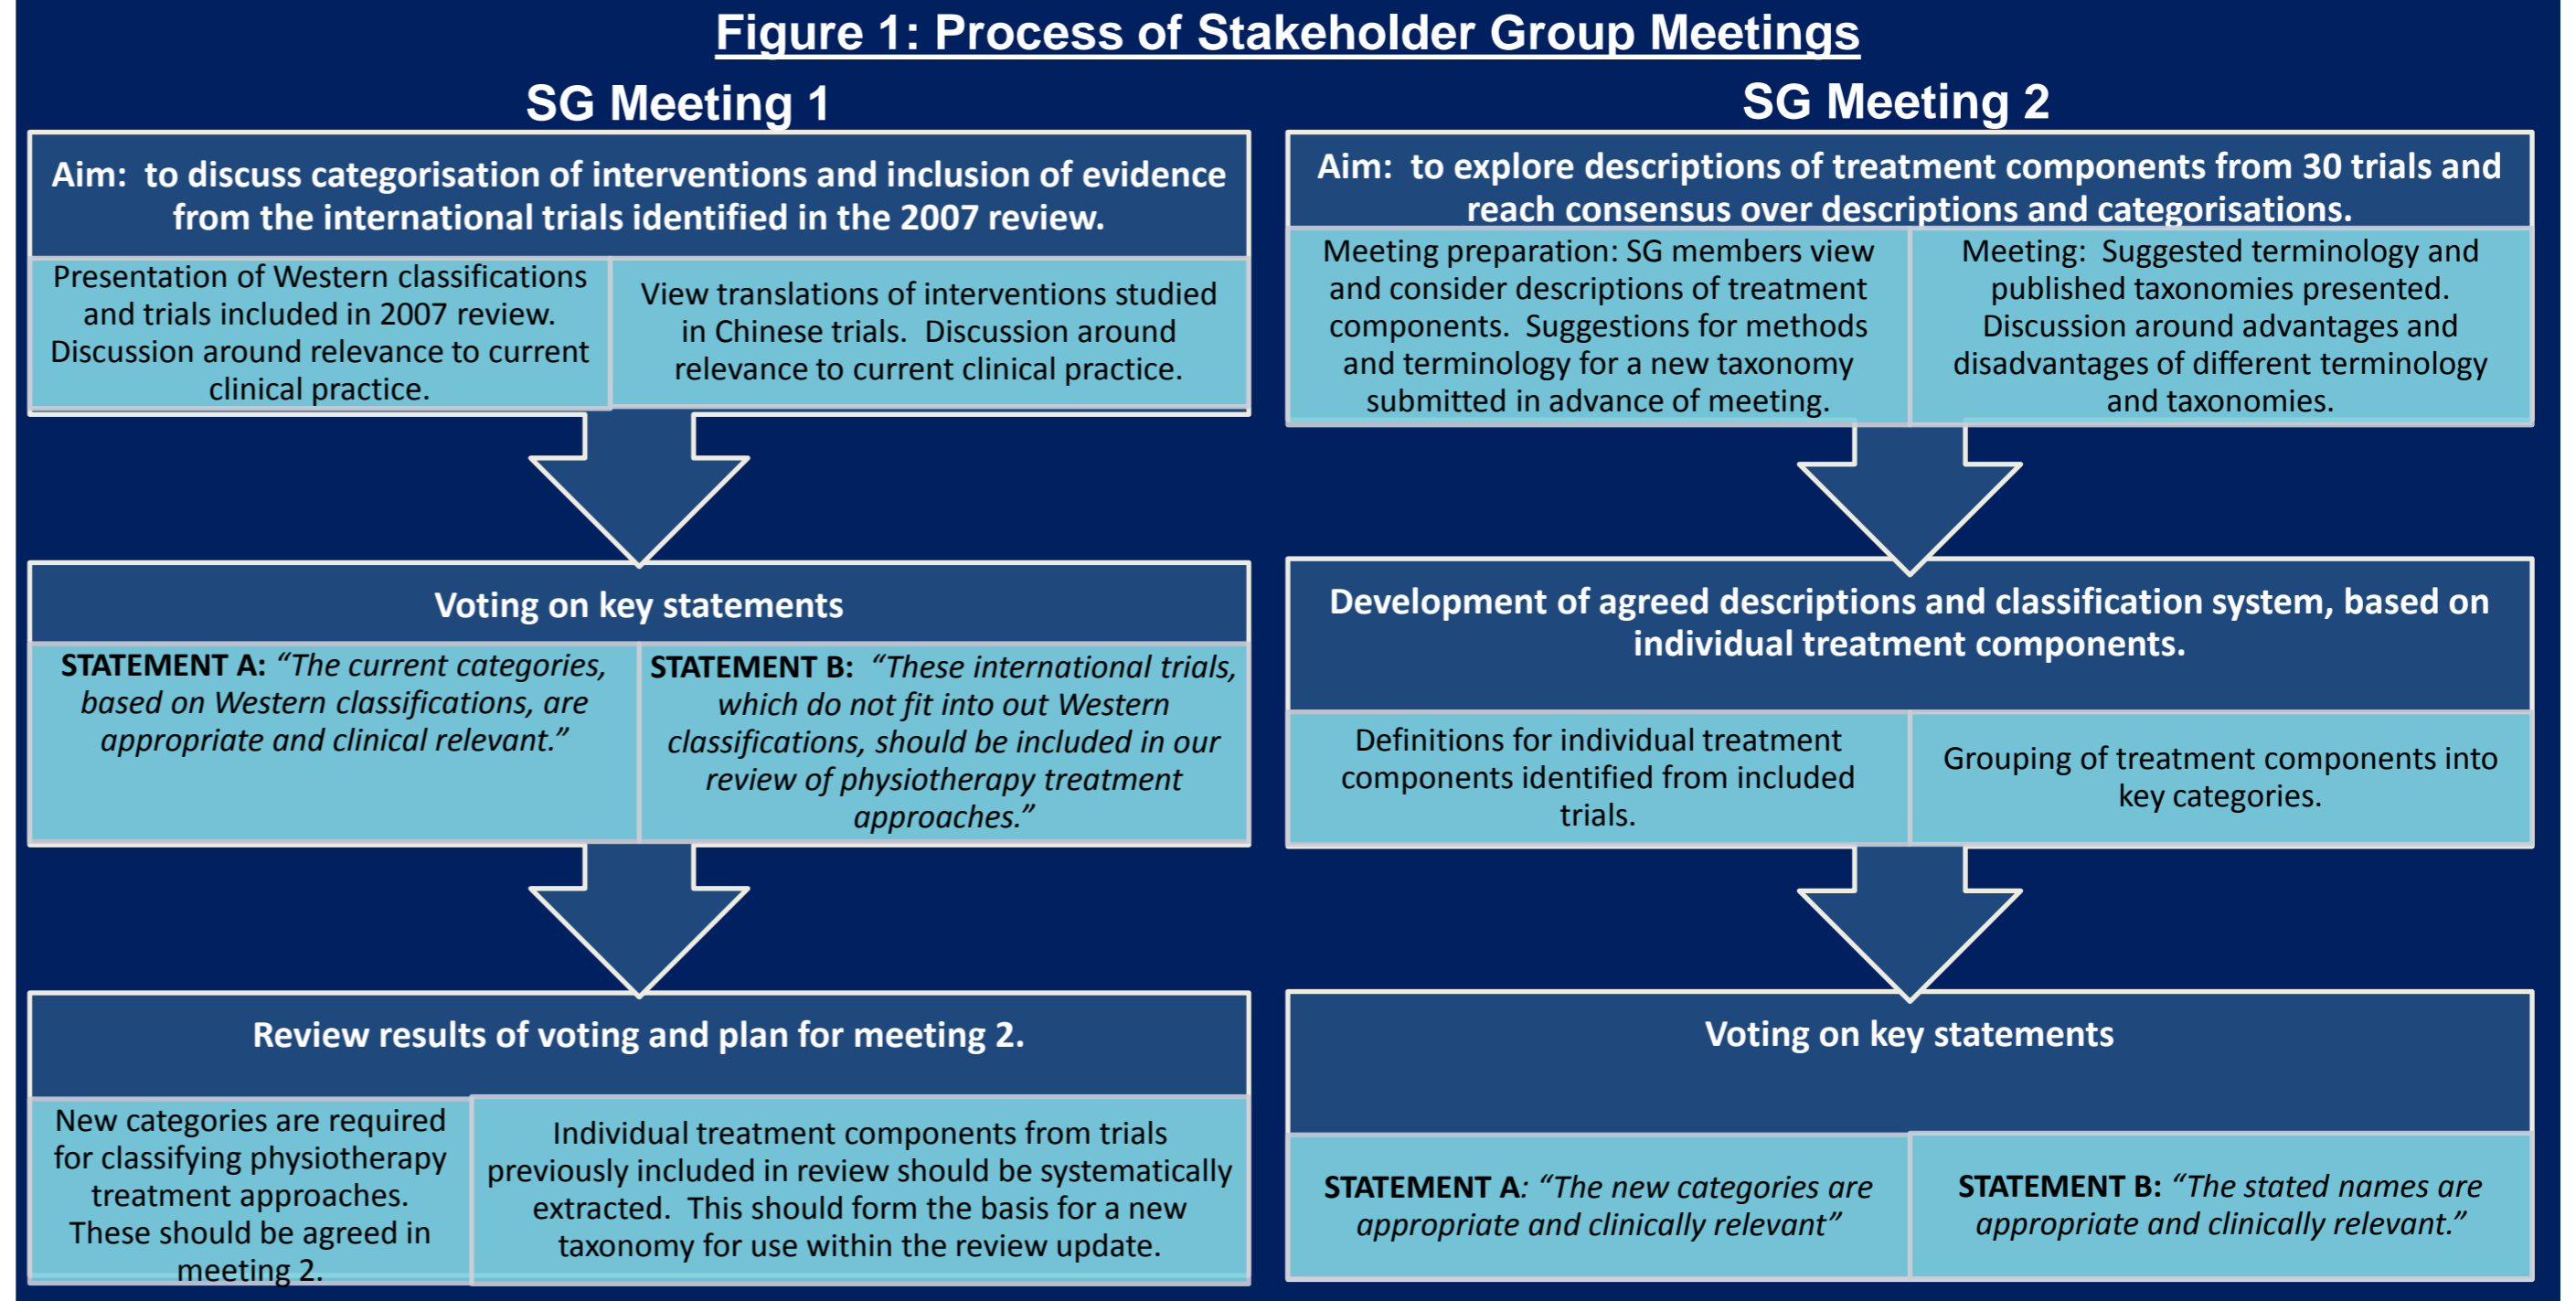 Figure 1: Process of Stakeholder Group Meetings
SG Meeting 1
Aim:  to discuss categorisation of interventions and inclusion of evidence
from the international trials identified in the 2007 review.
Presentation of Western classifications
and trials included in 2007 review.
Discussion around relevance to current
clinical practice.
View translations of interventions studied
in Chinese trials.  Discussion around
relevance to current clinical practice.
Voting on key statements
STATEMENT A: “The current categories,
based on Western classifications, are
appropriate and clinical relevant.”
STATEMENT B:  “These international trials,
which do not fit into out Western
classifications, should be included in our
review of physiotherapy treatment
approaches.”
Review results of voting and plan for meeting 2.
New categories are required
for classifying physiotherapy
treatment approaches.
These should be agreed in
meeting 2.
Individual treatment components from trials
previously included in review should be systematically
extracted.  This should form the basis for a new
taxonomy for use within the review update.
SG Meeting 2
Aim:  to explore descriptions of treatment components from 30 trials and
reach consensus over descriptions and categorisations.
Meeting preparation: SG members view
and consider descriptions of treatment
components.  Suggestions for methods
and terminology for a new taxonomy
submitted in advance of meeting.
Meeting:  Suggested terminology and
published taxonomies presented.
Discussion around advantages and
disadvantages of different terminology
and taxonomies.
Development of agreed descriptions and classification system, based on
individual treatment components.
Definitions for individual treatment
components identified from included
trials.
Grouping of treatment components into
key categories.
Voting on key statements
STATEMENT A: “The new categories are
appropriate and clinically relevant”
STATEMENT B: “The stated names are
appropriate and clinically relevant.”